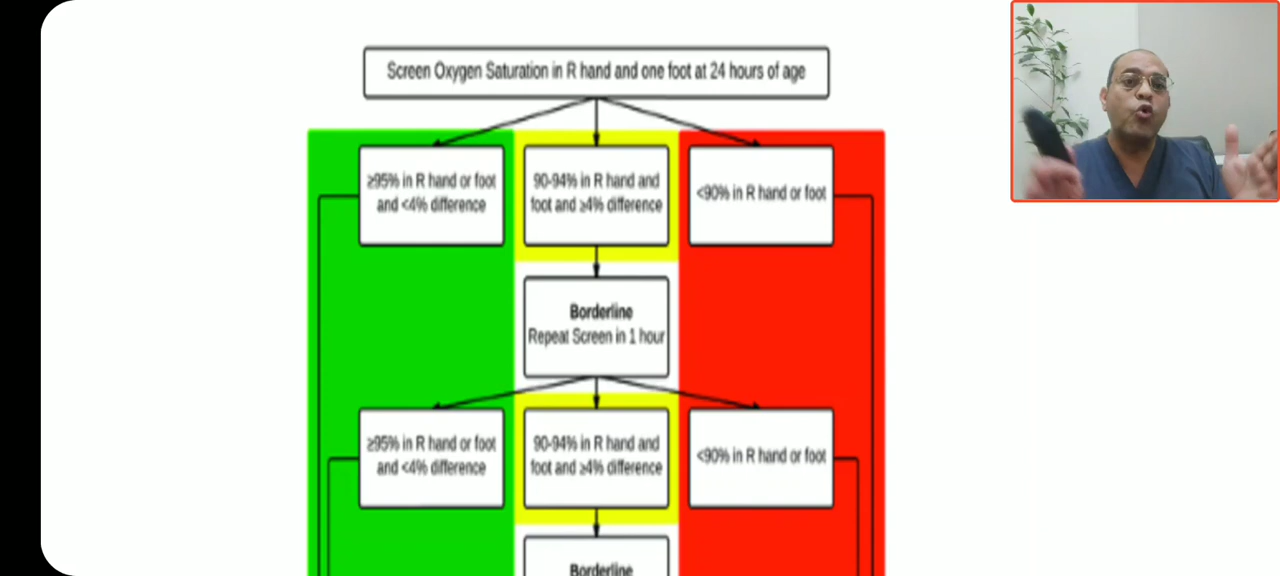 Screen Oxygen Saturation in R hand and one foot at 24 hours of age
≥95% in R hand or foot
and <4% difference
90-94% in R hand and
foot and ≥4% difference
<90% in R hand or foot
Borderline
Repeat Screen in 1 hour
≥95% in R hand or foot
and <4% difference
90-94% in R hand and
foot and ≥4% difference
<90% in R hand or foot
Borderline